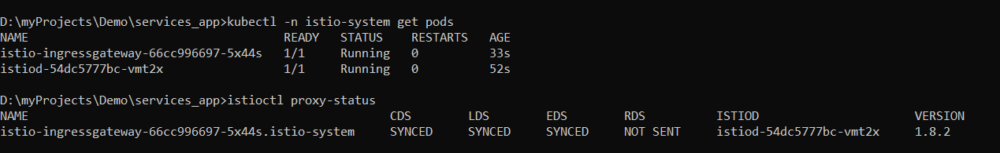 D:\myProjects\Demo\services_app>kubectl -n istio-system get pods
NAME READY STATUS RESTARTS AGE
istio-ingressgateway-66cc996697-5x44s 1/1 Running 0 33s
istiod-54dc5777bc-vmt2x 1/1 Running 0 52s
D:\myProjects\Demo\services_app>istioctl proxy-status
NAME CDS LDS EDS RDS ISTIOD VERSION
istio-ingressgateway-66cc996697-5x44s.istio-system SYNCED SYNCED SYNCED NOT SENT istiod-54dc5777bc-vmt2x 1.8.2